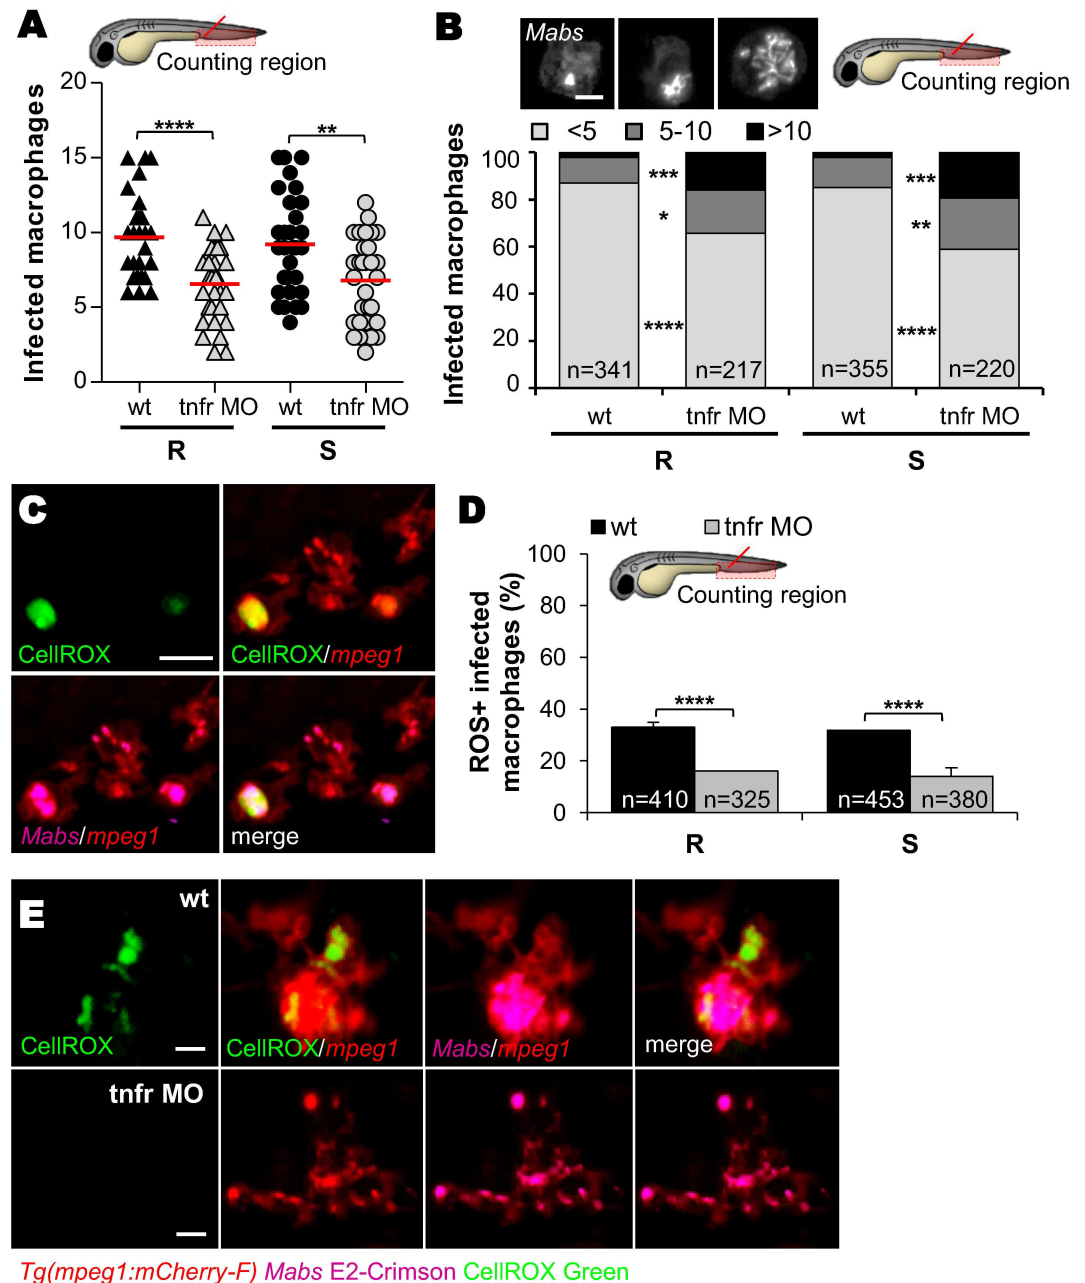 A
Counting region
Infected macrophages
20
15
10
5
0
****
**
wt
tnfr MO
wt
tnfr MO
R
S
B
Mabs
Counting region
<5
5-10
>10
Infected macrophages
100
80
60
40
20
0
***
*
****
***
**
****
n=341
n=217
n=355
n=220
wt
tnfr MO
wt
tnfr MO
R
S
C
CellROX
CellROX/mpeg1
Mabs/mpeg1
merge
D
wt
tnfr MO
Counting region
ROS+ infected
macrophages (%)
100
80
60
40
20
0
****
****
n=410
n=325
n=453
n=380
R
S
E
wt
CellROX
CellROX/mpeg1
Mabs/mpeg1
merge
tnfr MO
Tg(mpeg1:mCherry-F) Mabs E2-Crimson CellROX Green